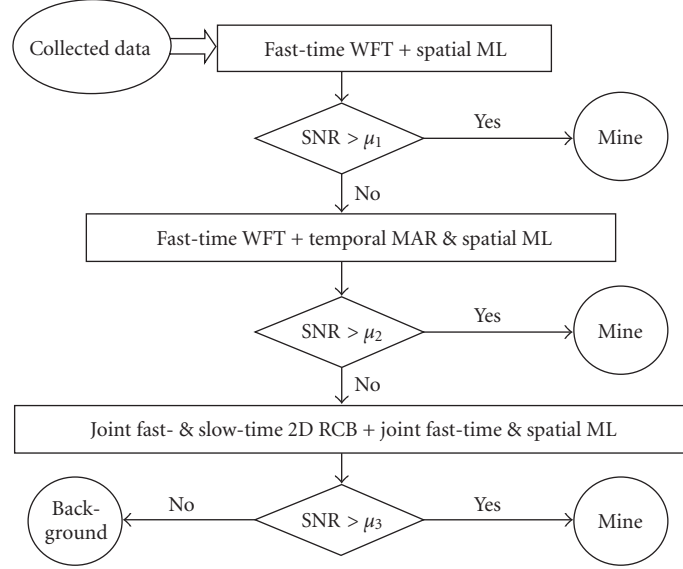 Collected data
Fast-time WFT + spatial ML
SNR > μ1
Yes
Mine
No
Fast-time WFT + temporal MAR & spatial ML
SNR > μ2
Yes
Mine
No
Joint fast- & slow-time 2D RCB + joint fast-time & spatial ML
Back-
ground
No
SNR > μ3
Yes
Mine